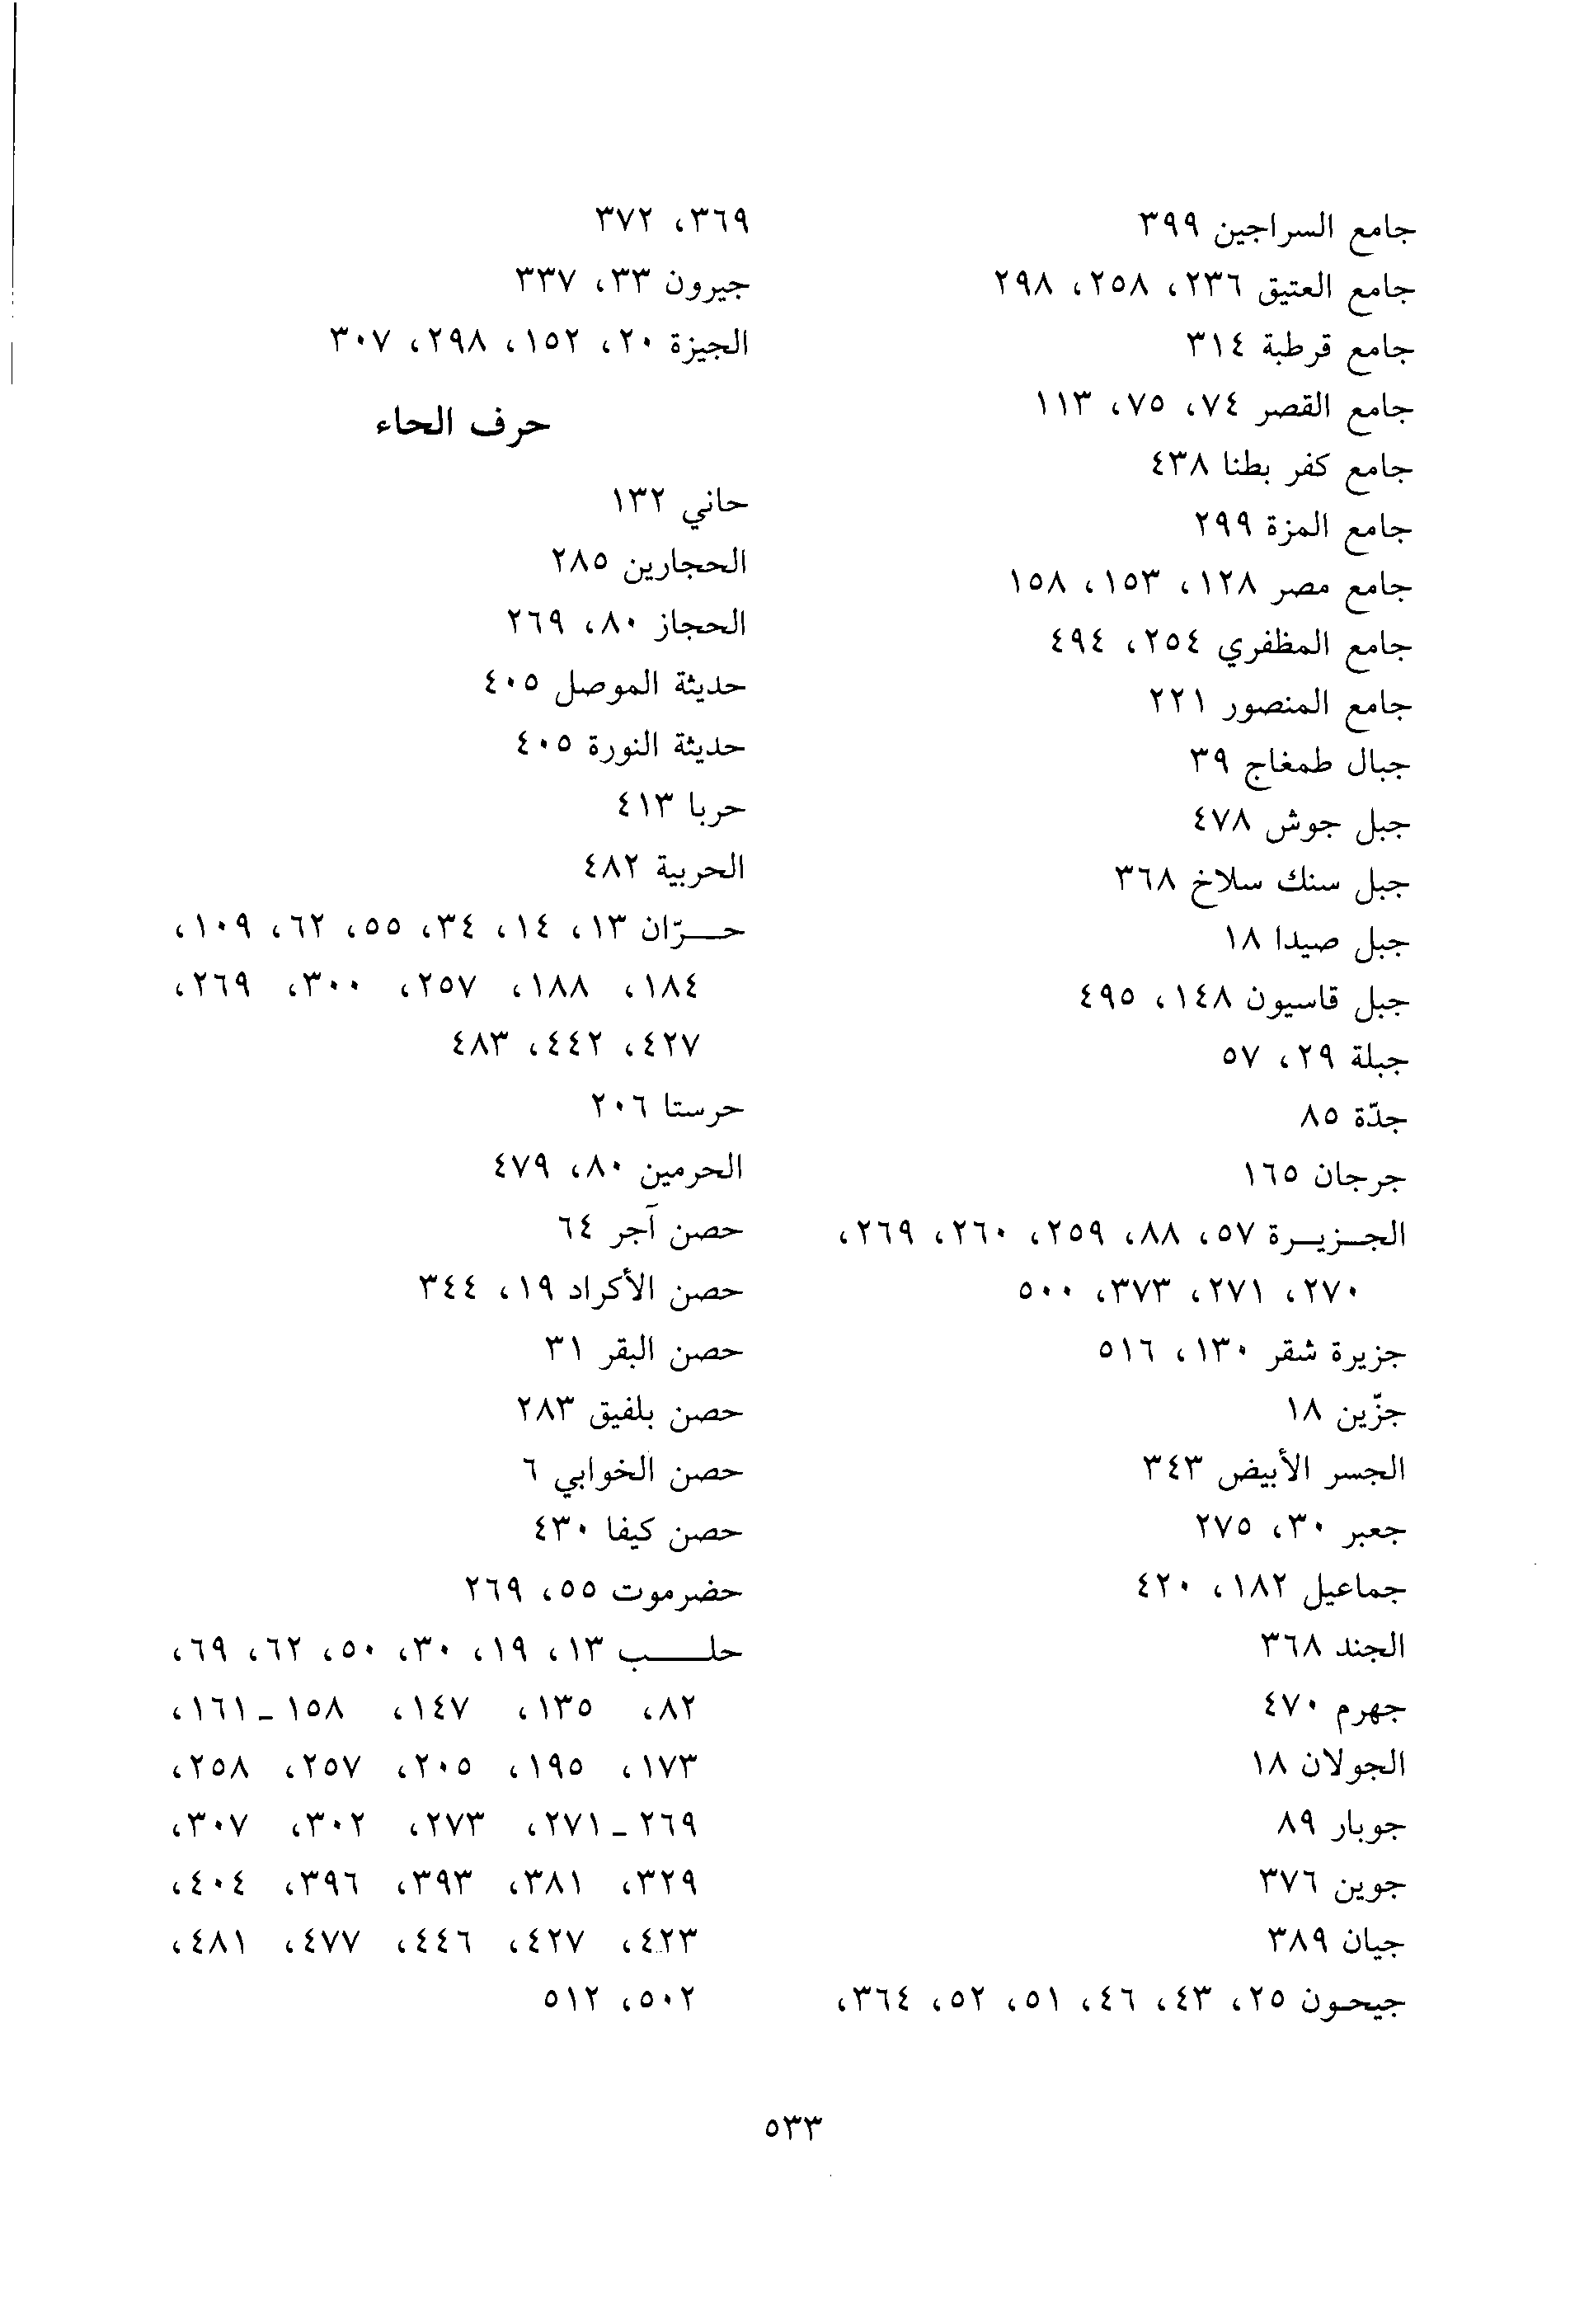 جامع السراجين ٣٩٩
جامع العتيق ٢٣٦، ٢٥٨، ٢٩٨
جامع قرطبة ٣١٤
جامع القصر ٧٤، ٧٥، ١١٣
جامع كفر بطنا ٤٣٨
جامع المزة ٢٩٩
جامع مصر ١٢٨، ١٥٣، ١٥٨
جامع المظفري ٢٥٤، ٤٩٤
جامع المنصور ٢٢١
جبال طمغاج ٣٩
جبل جوش ٤٧٨
جبل سنك سلاخ ٣٦٨
جبل صيدا ١٨
جبل قاسيون ١٤٨، ٤٩٥
جبلة ٢٩، ٥٧
جدّة ٨٥
جرجان ١٦٥
الجـزيـرة ٥٧، ٨٨، ٢٥٩، ٢٦٠، ٢٦٩،
٢٧٠، ٢٧١، ٣٧٣، ٥٠٠
جزيرة شقر ١٣٠، ٥١٦
جزّين ١٨
الجسر الأبيض ٣٤٣
جعبر ٣٠، ٢٧٥
جماعيل ١٨٢، ٤٢٠
الجند ٣٦٨
جهرم ٤٧٠
الجولان ١٨
جوبار ٨٩
جوين ٣٧٦
جيان ٣٨٩
جيحون ٢٥، ٤٣، ٤٦، ٥١، ٥٢، ٣٦٤،
٣٦٩، ٣٧٢
جيرون ٣٣، ٣٣٧
الجيزة ٢٠، ١٥٢، ٢٩٨، ٣٠٧
حرف الحاء
حاني ١٣٢
الحجارين ٢٨٥
الحجاز ٨٠، ٢٦٩
حديثة الموصل ٤٠٥
حديثة النورة ٤٠٥
حربا ٤١٣
الحربية ٤٨٢
حـــرّان ١٣، ١٤، ٣٤، ٥٥، ٦٢، ١٠٩،
١٨٤، ١٨٨، ٢٥٧، ٣٠٠، ٢٦٩،
٤٢٧، ٤٤٢، ٤٨٣
حرستا ٢٠٦
الحرمين ٨٠، ٤٧٩
حصن آجر ٦٤
حصن الأكراد ١٩، ٣٤٤
حصن البقر ٣١
حصن بلفيق ٢٨٣
حصن الخوابي ٦
حصن كيفا ٤٣٠
حضرموت ٥٥، ٢٦٩
حلـــــب ١٣، ١٩، ٣٠، ٥٠، ٦٢، ٦٩،
٨٢، ١٣٥، ١٤٧، ١٥٨ ـ ١٦١،
١٧٣، ١٩٥، ٢٠٥، ٢٥٧، ٢٥٨،
٢٦٩ ـ ٢٧١، ٢٧٣، ٣٠٢، ٣٠٧،
٣٢٩، ٣٨١، ٣٩٣، ٣٩٦، ٤٠٤،
٤٢٣، ٤٢٧، ٤٤٦، ٤٧٧، ٤٨١،
٥٠٢، ٥١٢
٥٣٣